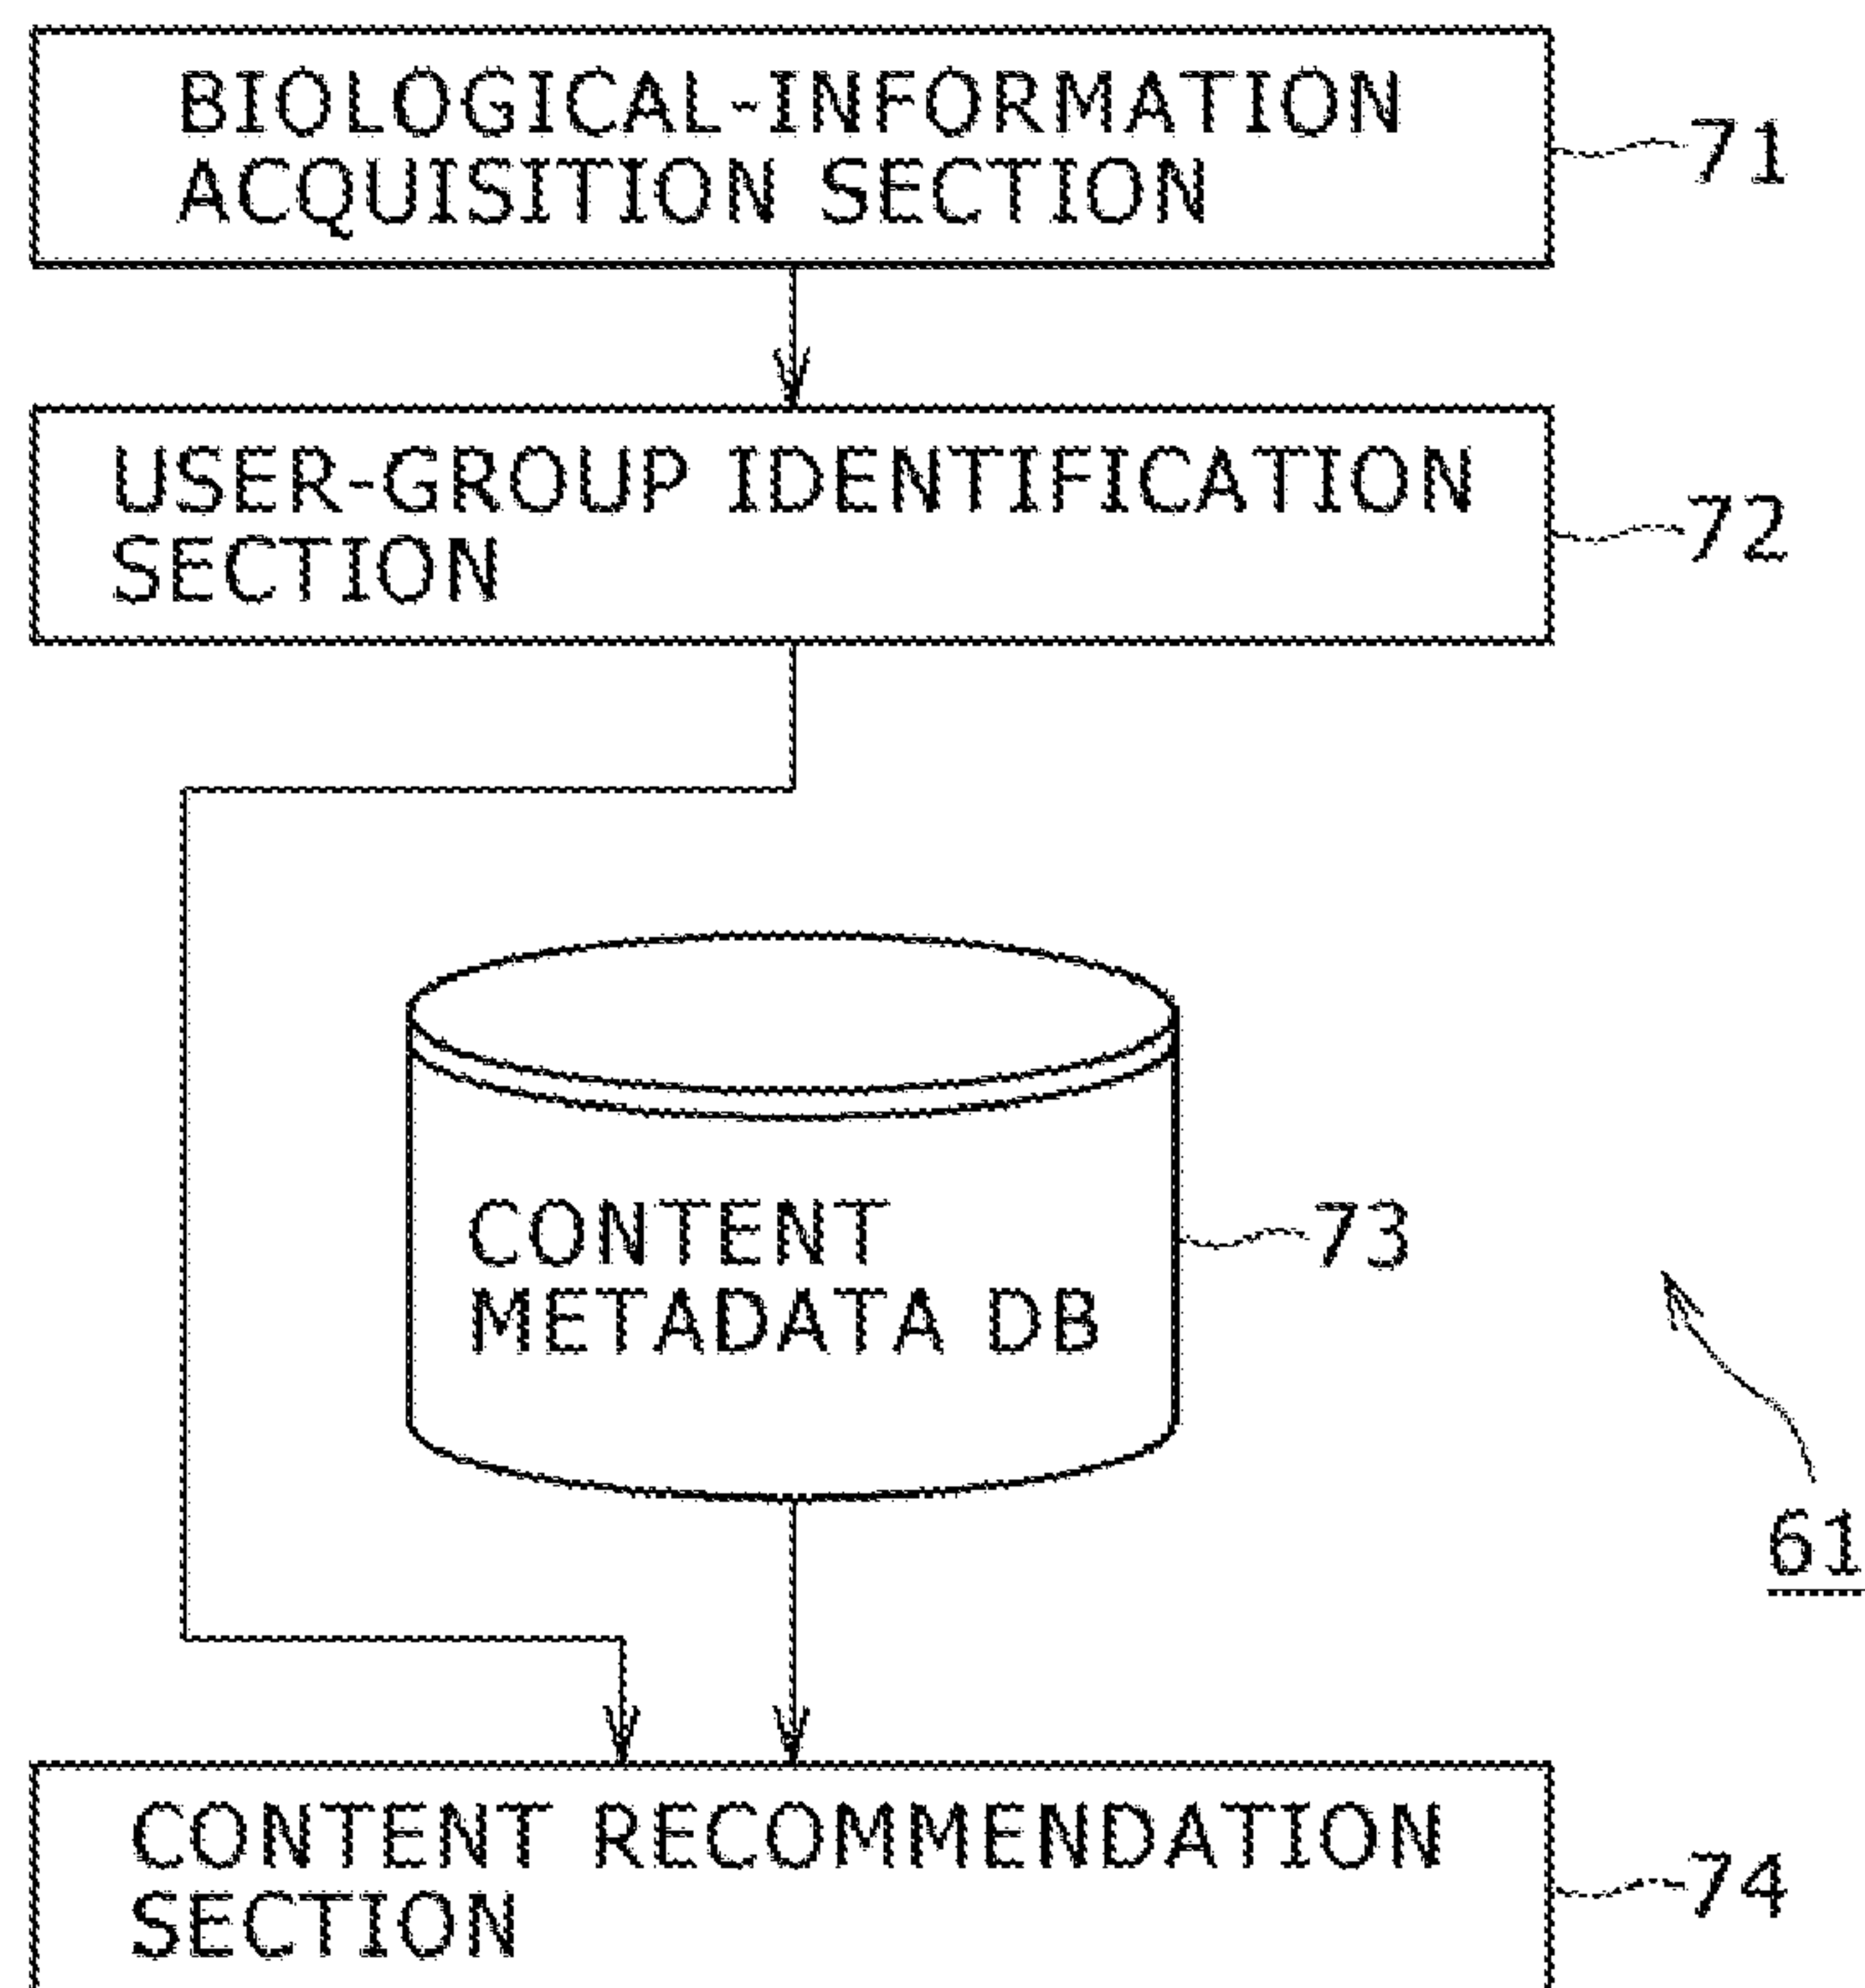 BIOLOGICAL-INFORMATION
ACQUISITION SECTION
71
USER-GROUP IDENTIFICATION
SECTION
72
CONTENT
METADATA DB
73
61
CONTENT RECOMMENDATION
SECTION
74